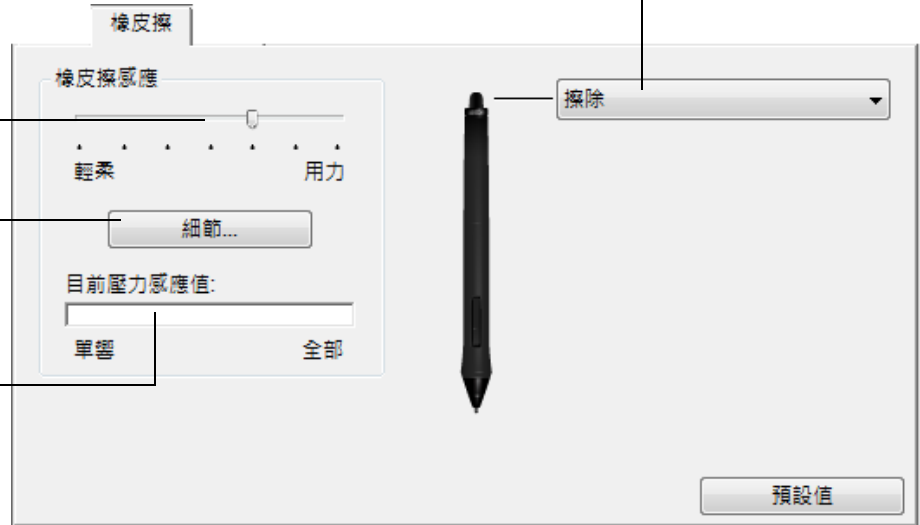 橡皮擦
橡皮擦感應
擦除
輕柔 用力
細節...
目前壓力感應值:
單響 全部
預設值